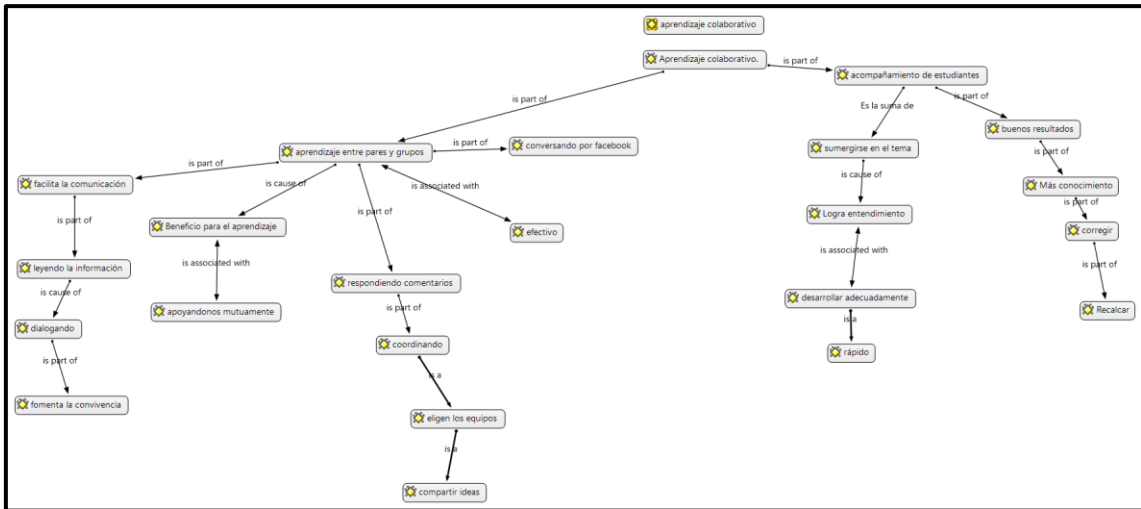 aprendizaje colaborativo
Aprendizaje colaborativo.
is part of
acompañamiento de estudiantes
is part of
Es la suma de
is part of
buenos resultados
is part of
conversando por facebook
aprendizaje entre pares y grupos
sumergirse en el tema
is part of
is part of
facilita la comunicación
is cause of
is associated with
is cause of
Más conocimiento
is part of
is part of
is part of
Beneficio para el aprendizaje
efectivo
Logra entendimiento
corregir
is associated with
is associated with
is part of
leyendo la información
respondiendo comentarios
is cause of
desarrollar adecuadamente
apoyandonos mutuamente
is part of
Recalcar
is a
dialogando
coordinando
rápido
is part of
is a
fomenta la convivencia
eligen los equipos
is a
compartir ideas